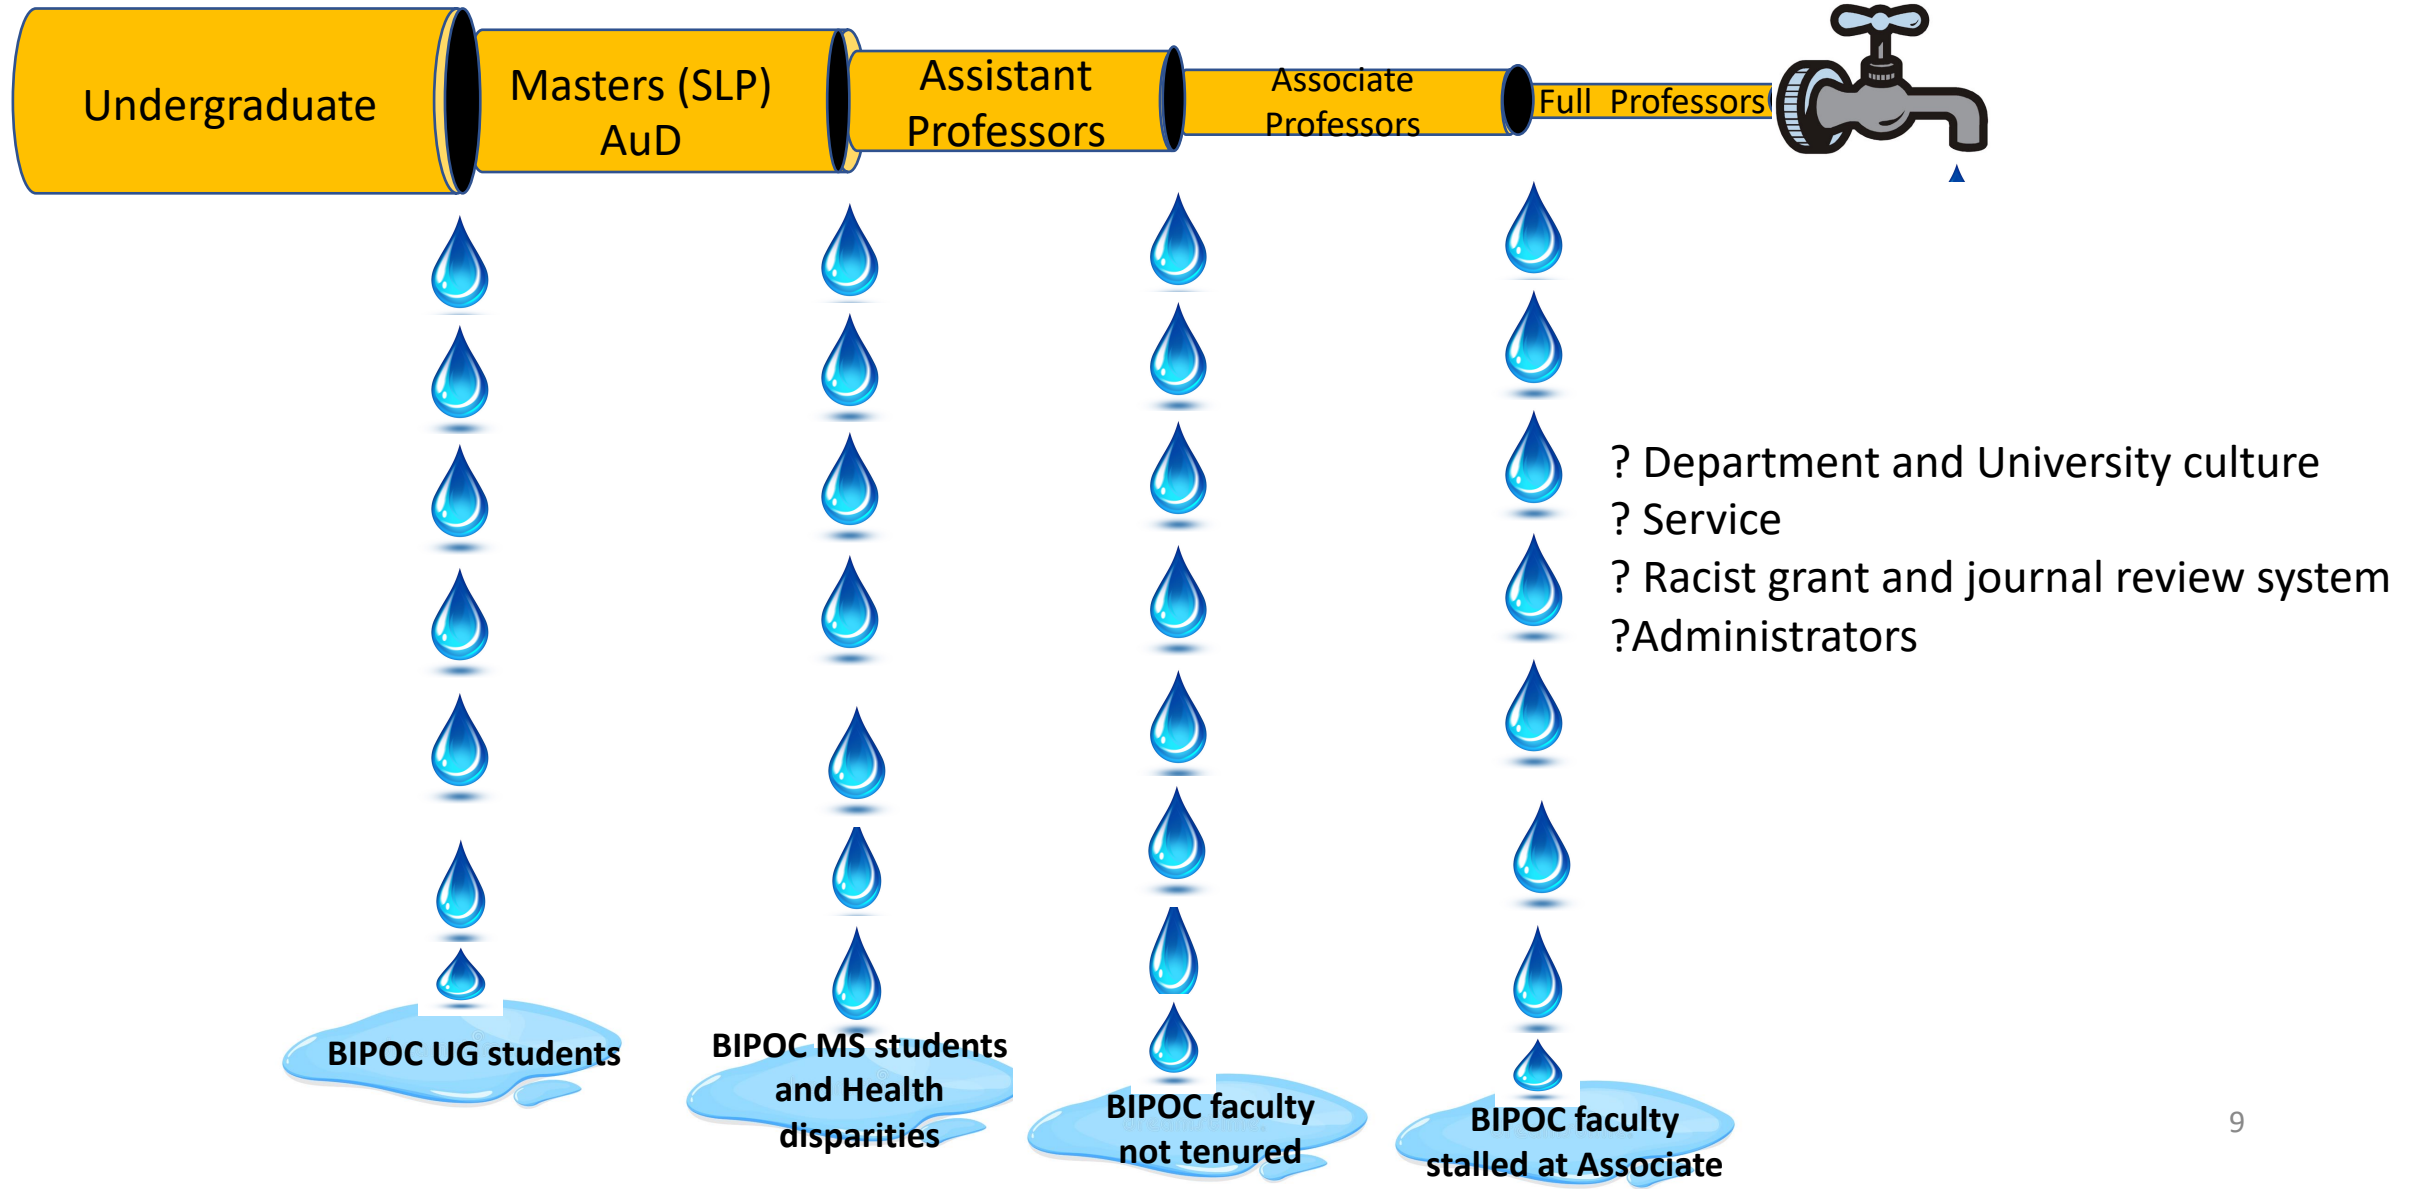 Undergraduate
Masters (SLP)
AuD
Assistant
Professors
Associate
Professors
Full Professors
? Department and University culture
? Service
? Racist grant and journal review system
?Administrators
BIPOC UG students
BIPOC MS students
and Health
disparities
BIPOC faculty
not tenured
BIPOC faculty
stalled at Associate
9